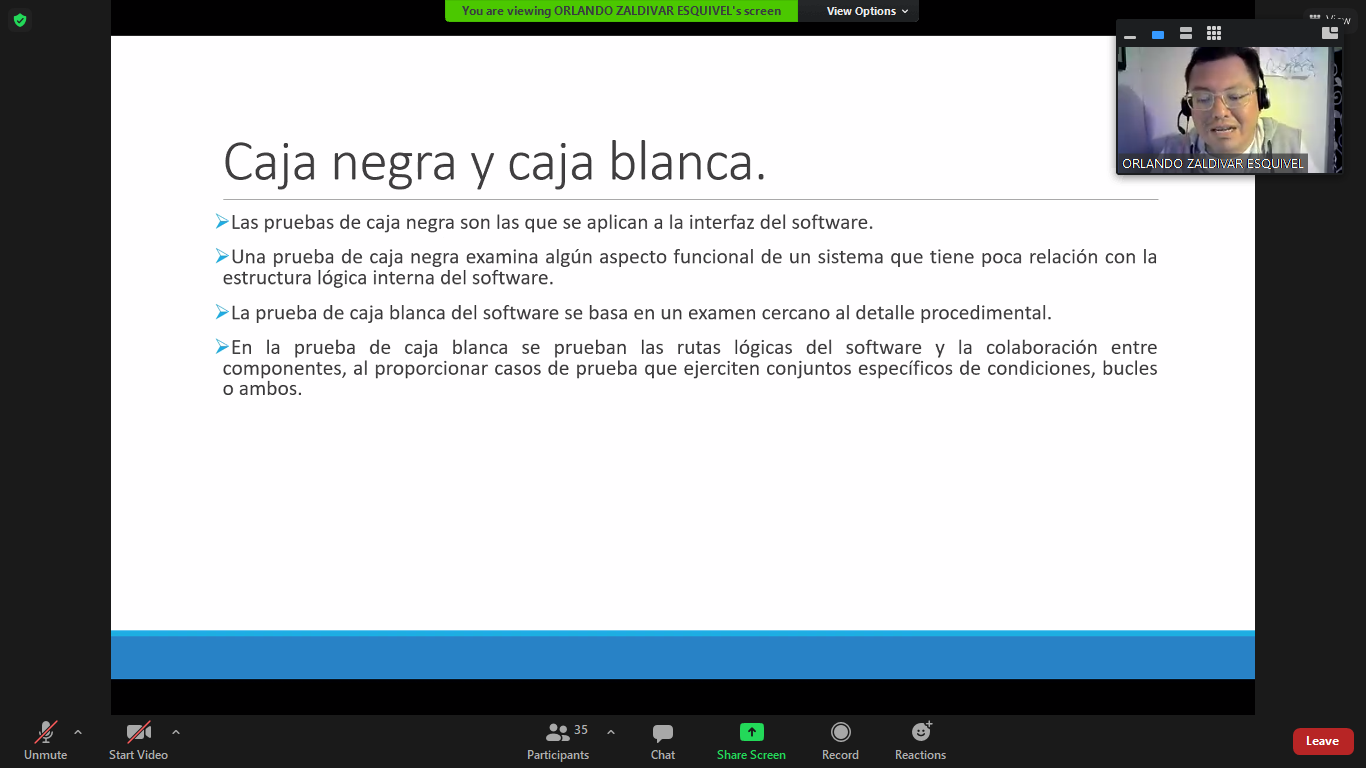 You are viewing ORLANDO ZALDIVAR ESQUIVEL's screen
View Options
View
ORLANDO ZALDIVAR ESQUIVEL
Caja negra y caja blanca.
Las pruebas de caja negra son las que se aplican a la interfaz del software.
Una prueba de caja negra examina algún aspecto funcional de un sistema que tiene poca relación con la
estructura lógica interna del software.
La prueba de caja blanca del software se basa en un examen cercano al detalle procedimental.
En la prueba de caja blanca se prueban las rutas lógicas del software y la colaboración entre
componentes, al proporcionar casos de prueba que ejerciten conjuntos específicos de condiciones, bucles
o ambos.
Unmute
Start Video
Participants
35
Chat
Share Screen
Record
Reactions
Leave